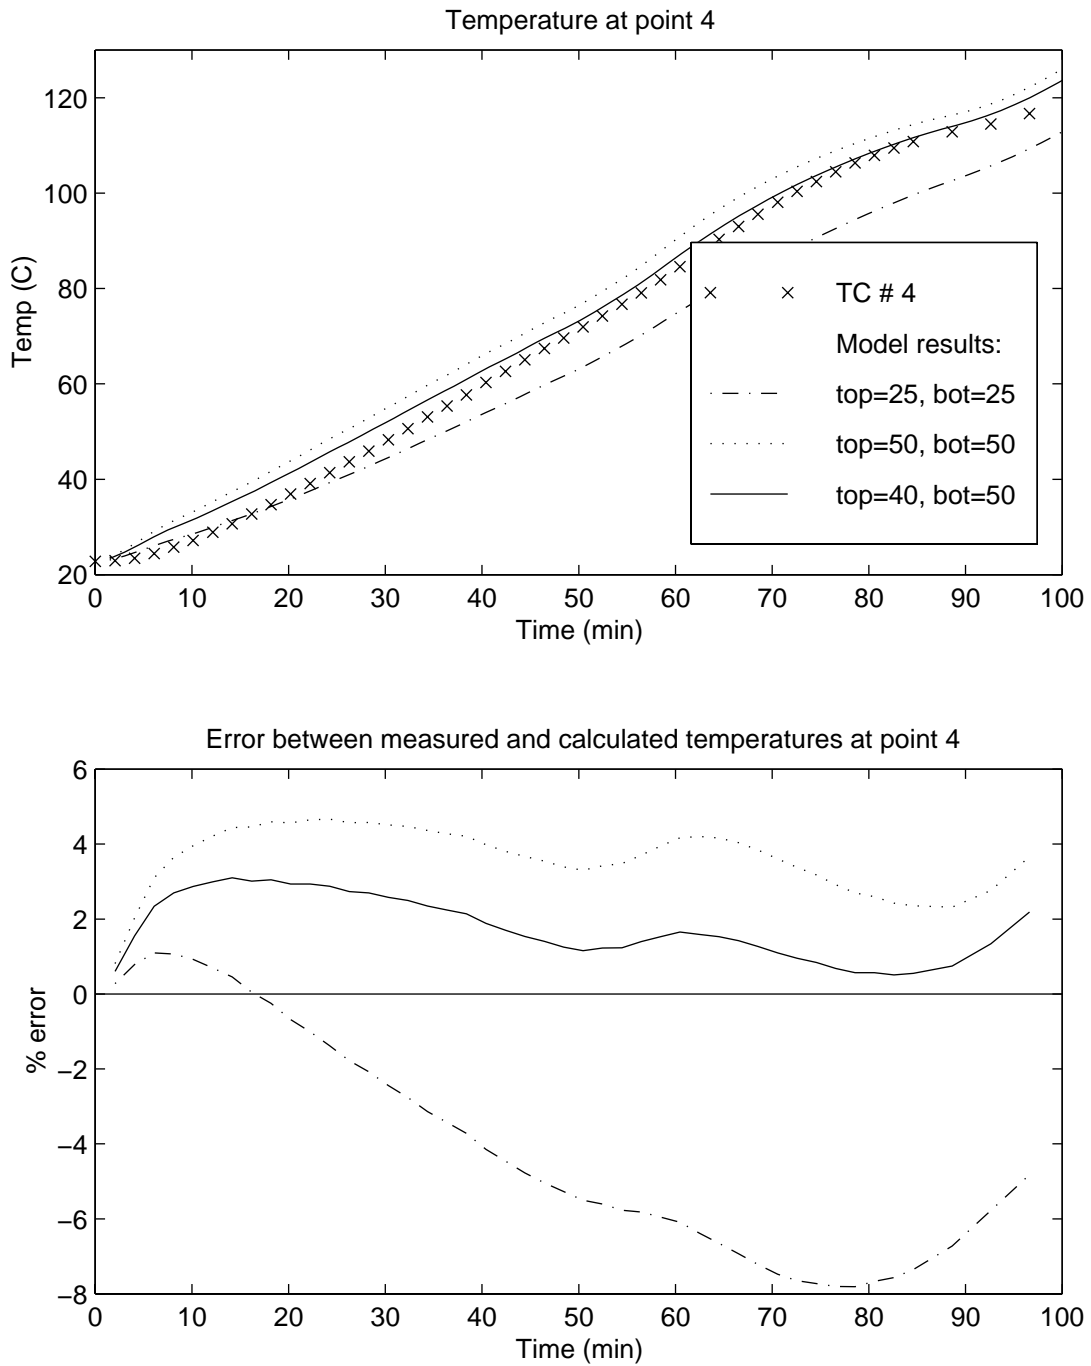 Temperature at point 4
120
100
80
60
40
20
Temp (C)
0 10 20 30 40 50 60 70 80 90 100
Time (min)
TC # 4
Model results:
top=25, bot=25
top=50, bot=50
top=40, bot=50
Error between measured and calculated temperatures at point 4
6
4
2
0
−2
−4
−6
−8
% error
0 10 20 30 40 50 60 70 80 90 100
Time (min)